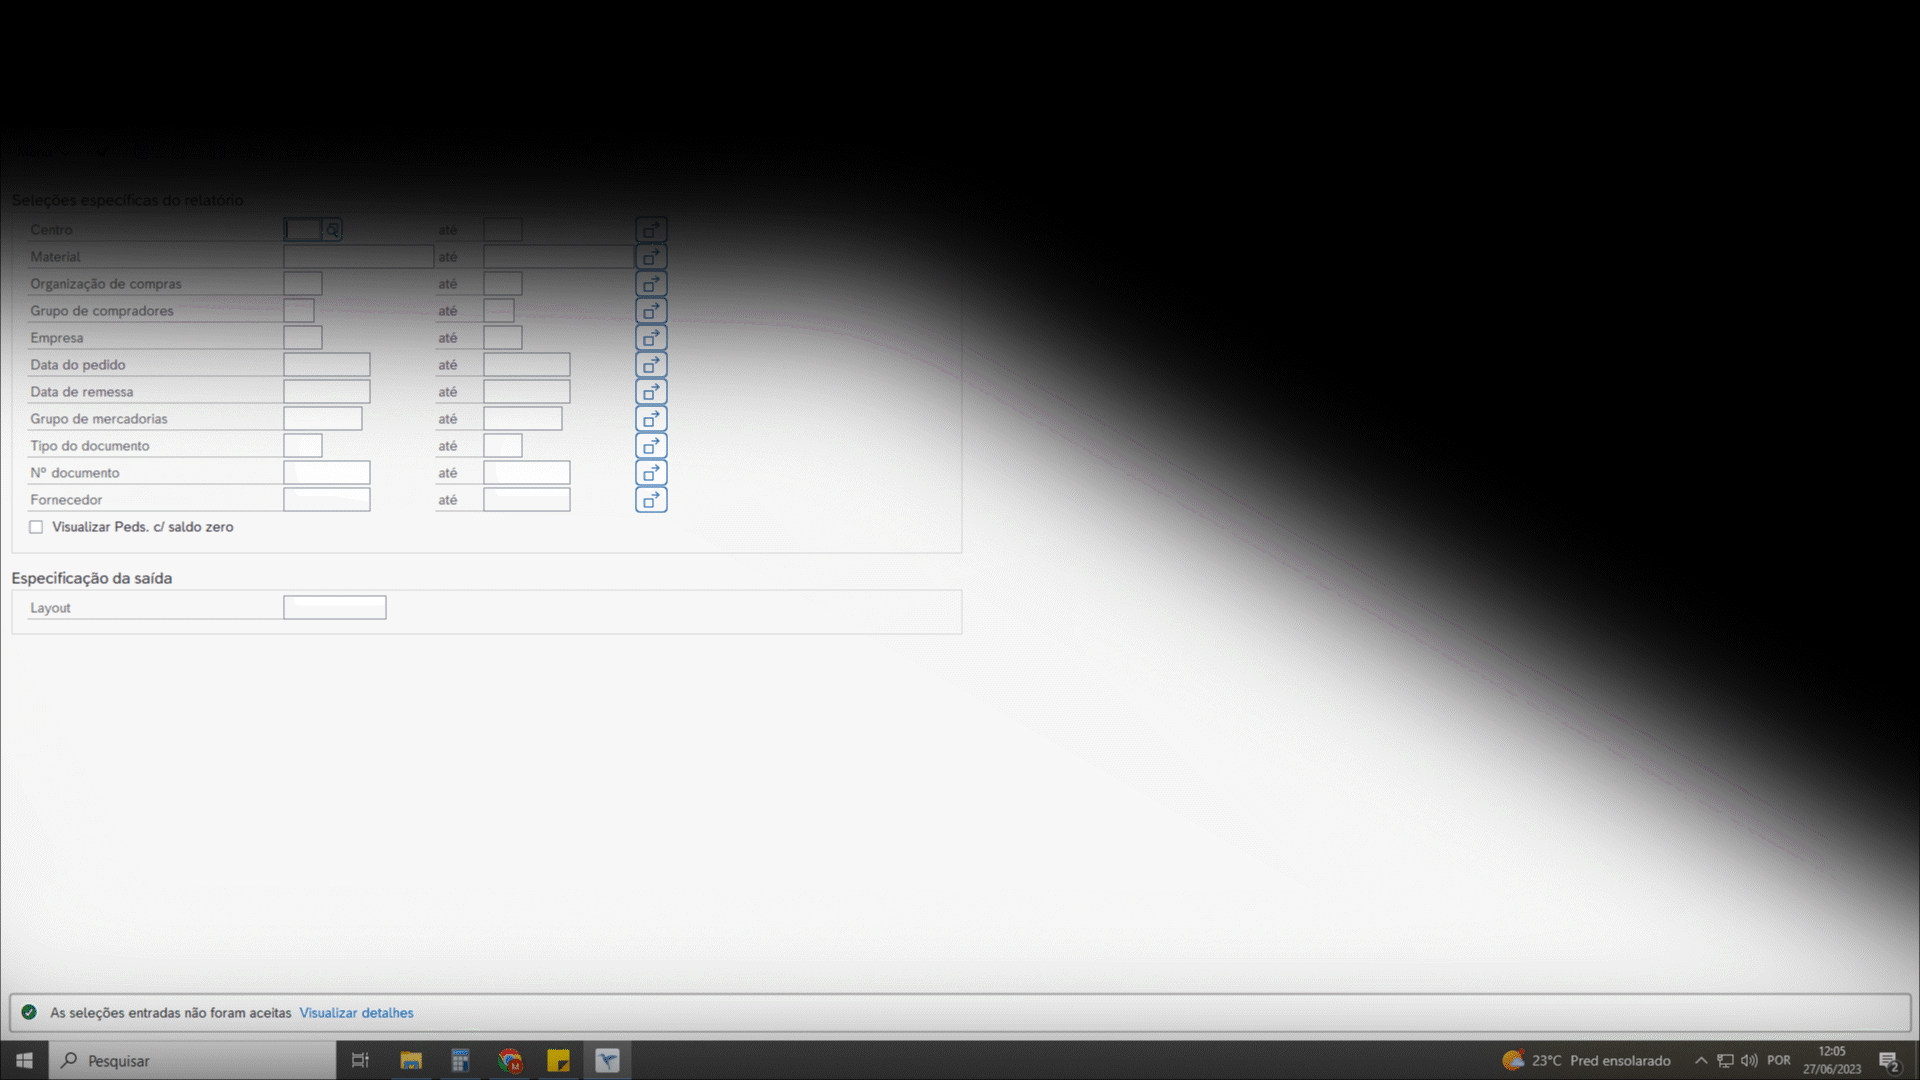 Seleções específicas do relatório
Centro até
Material até
Organização de compras até
Grupo de compradores até
Empresa até
Data do pedido até
Data de remessa até
Grupo de mercadorias até
Tipo do documento até
Nº documento até
Fornecedor até
Visualizar Peds. c/ saldo zero
Especificação da saída
Layout
As seleções entradas não foram aceitas Visualizar detalhes
Pesquisar
23°C Pred ensolarado
POR
12:05
27/06/2023
2